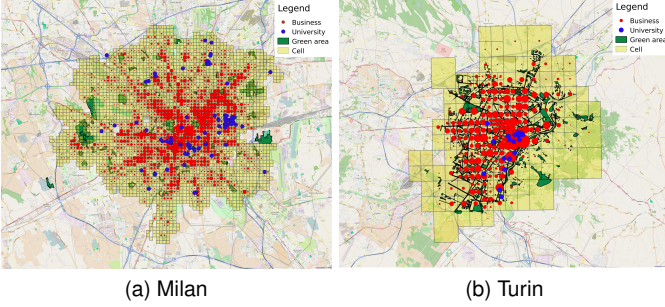 Legend
Business
University
Green area
Cell
Legend
Business
University
Green area
Cell
(a) Milan
(b) Turin